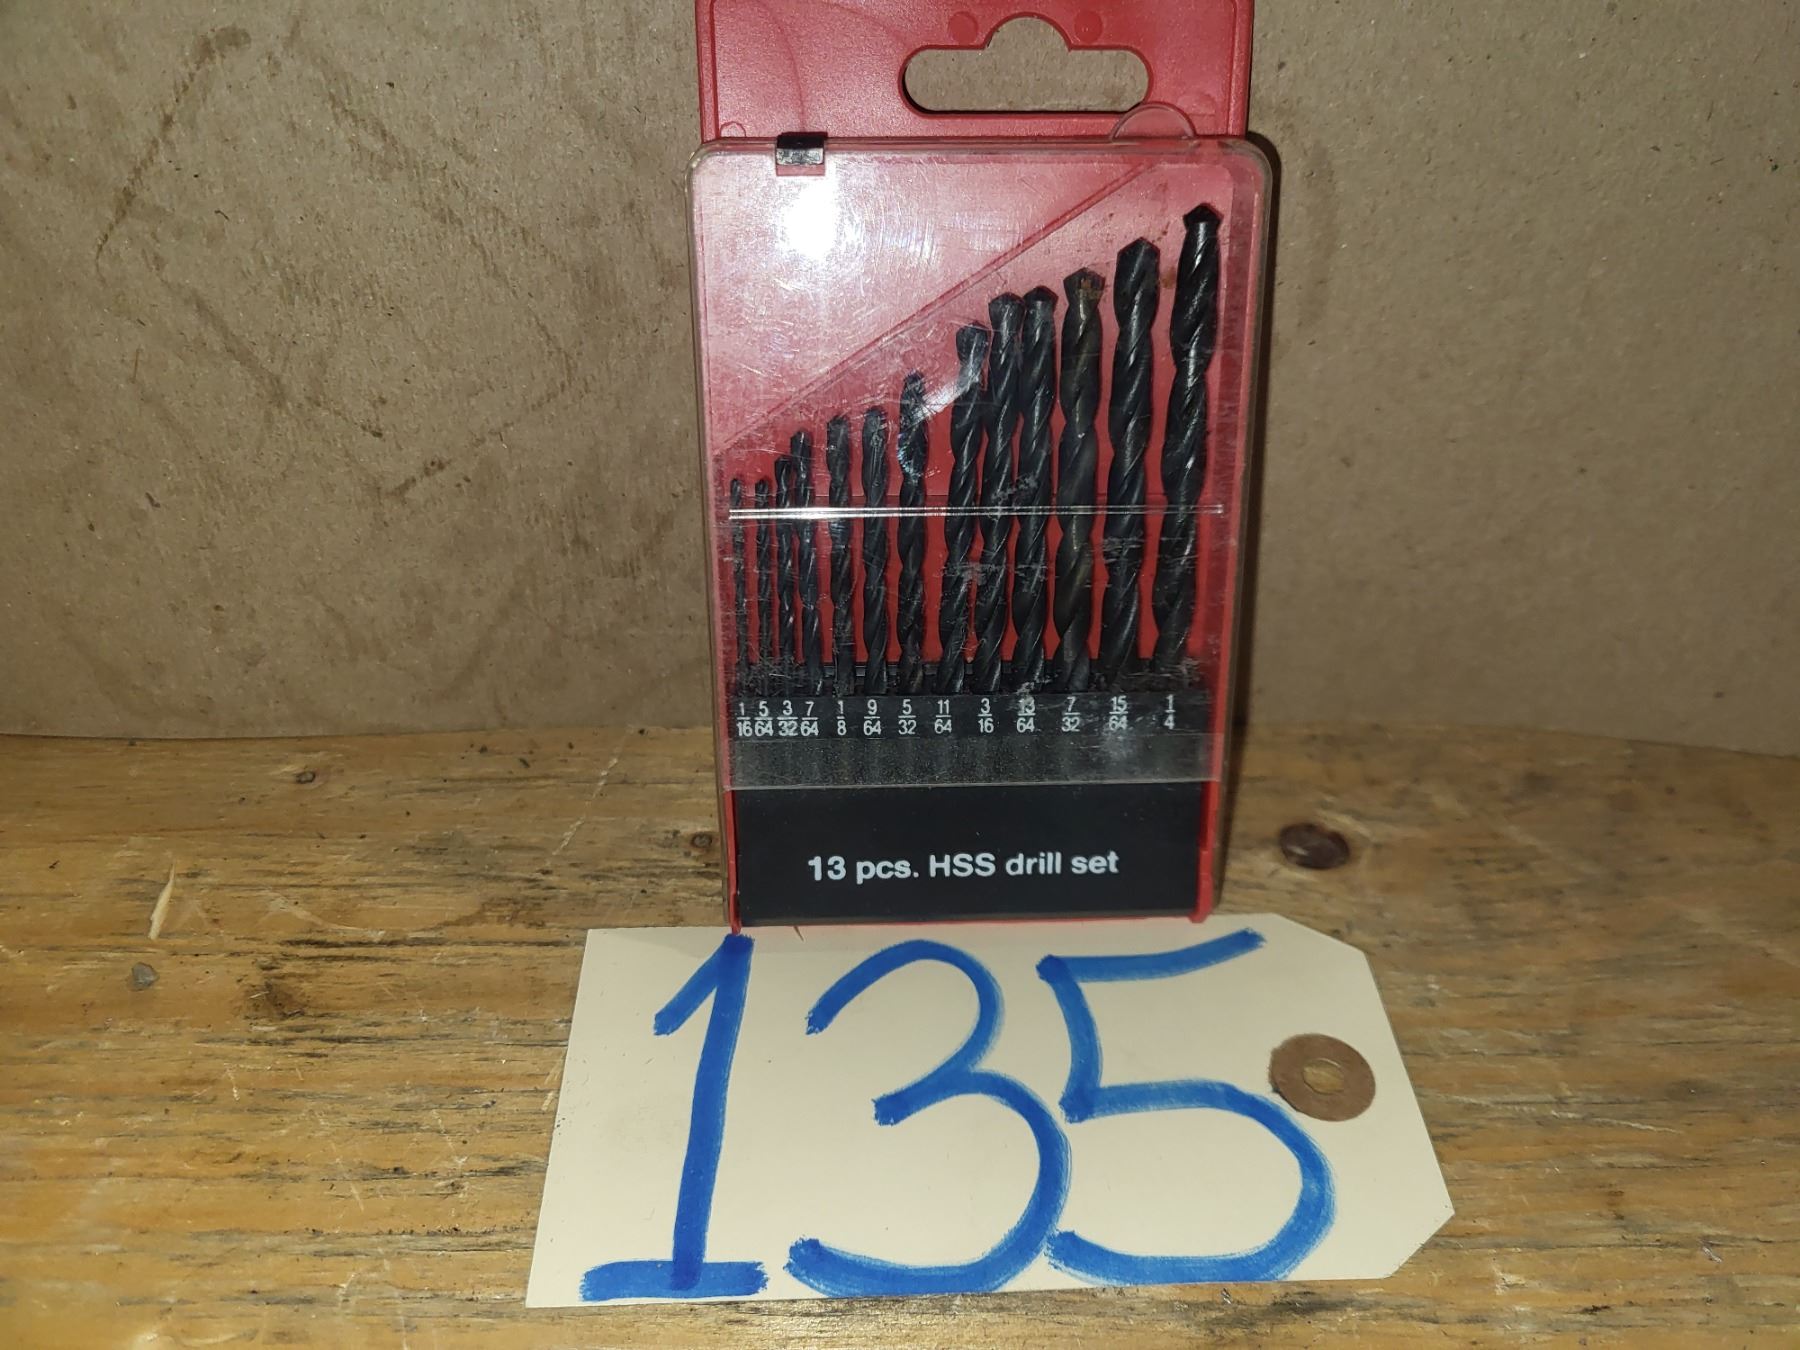 1/16 5/64 3/32 7/64 1/8 9/64 5/32 11/64 3/16 13/64 7/32 15/64 1/4
13 pcs. HSS drill set
135